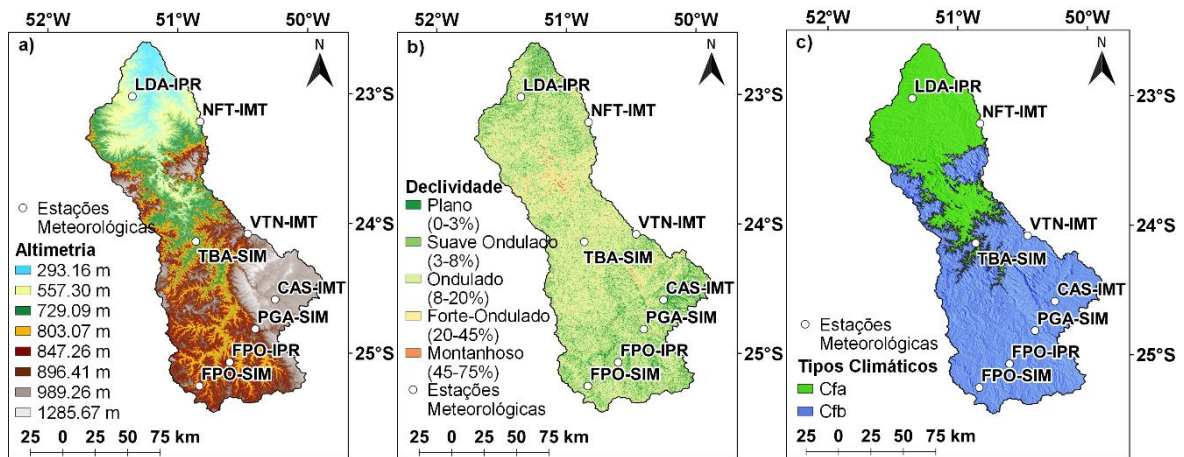 52°W 51°W 50°W
a)
N
LDA-IPR
NFT-IMT
VTN-IMT
TBA-SIM
CAS-IMT
PGA-SIM
FPO-IPR
FPO-SIM
Estações
Meteorológicas
Altimetria
293.16 m
557.30 m
729.09 m
803.07 m
847.26 m
896.41 m
989.26 m
1285.67 m
25 0 25 50 75 km
23°S
24°S
25°S
52°W 51°W 50°W
b)
N
LDA-IPR
NFT-IMT
VTN-IMT
TBA-SIM
CAS-IMT
PGA-SIM
FPO-IPR
FPO-SIM
Declividade
Plano
(0-3%)
Suave Ondulado
(3-8%)
Ondulado
(8-20%)
Forte-Ondulado
(20-45%)
Montanhoso
(45-75%)
Estações
Meteorológicas
25 0 25 50 75 km
23°S
24°S
25°S
52°W 51°W 50°W
c)
N
LDA-IPR
NFT-IMT
VTN-IMT
TBA-SIM
CAS-IMT
PGA-SIM
FPO-IPR
FPO-SIM
Estações
Meteorológicas
Tipos Climáticos
Cfa
Cfb
25 0 25 50 75 km
23°S
24°S
25°S